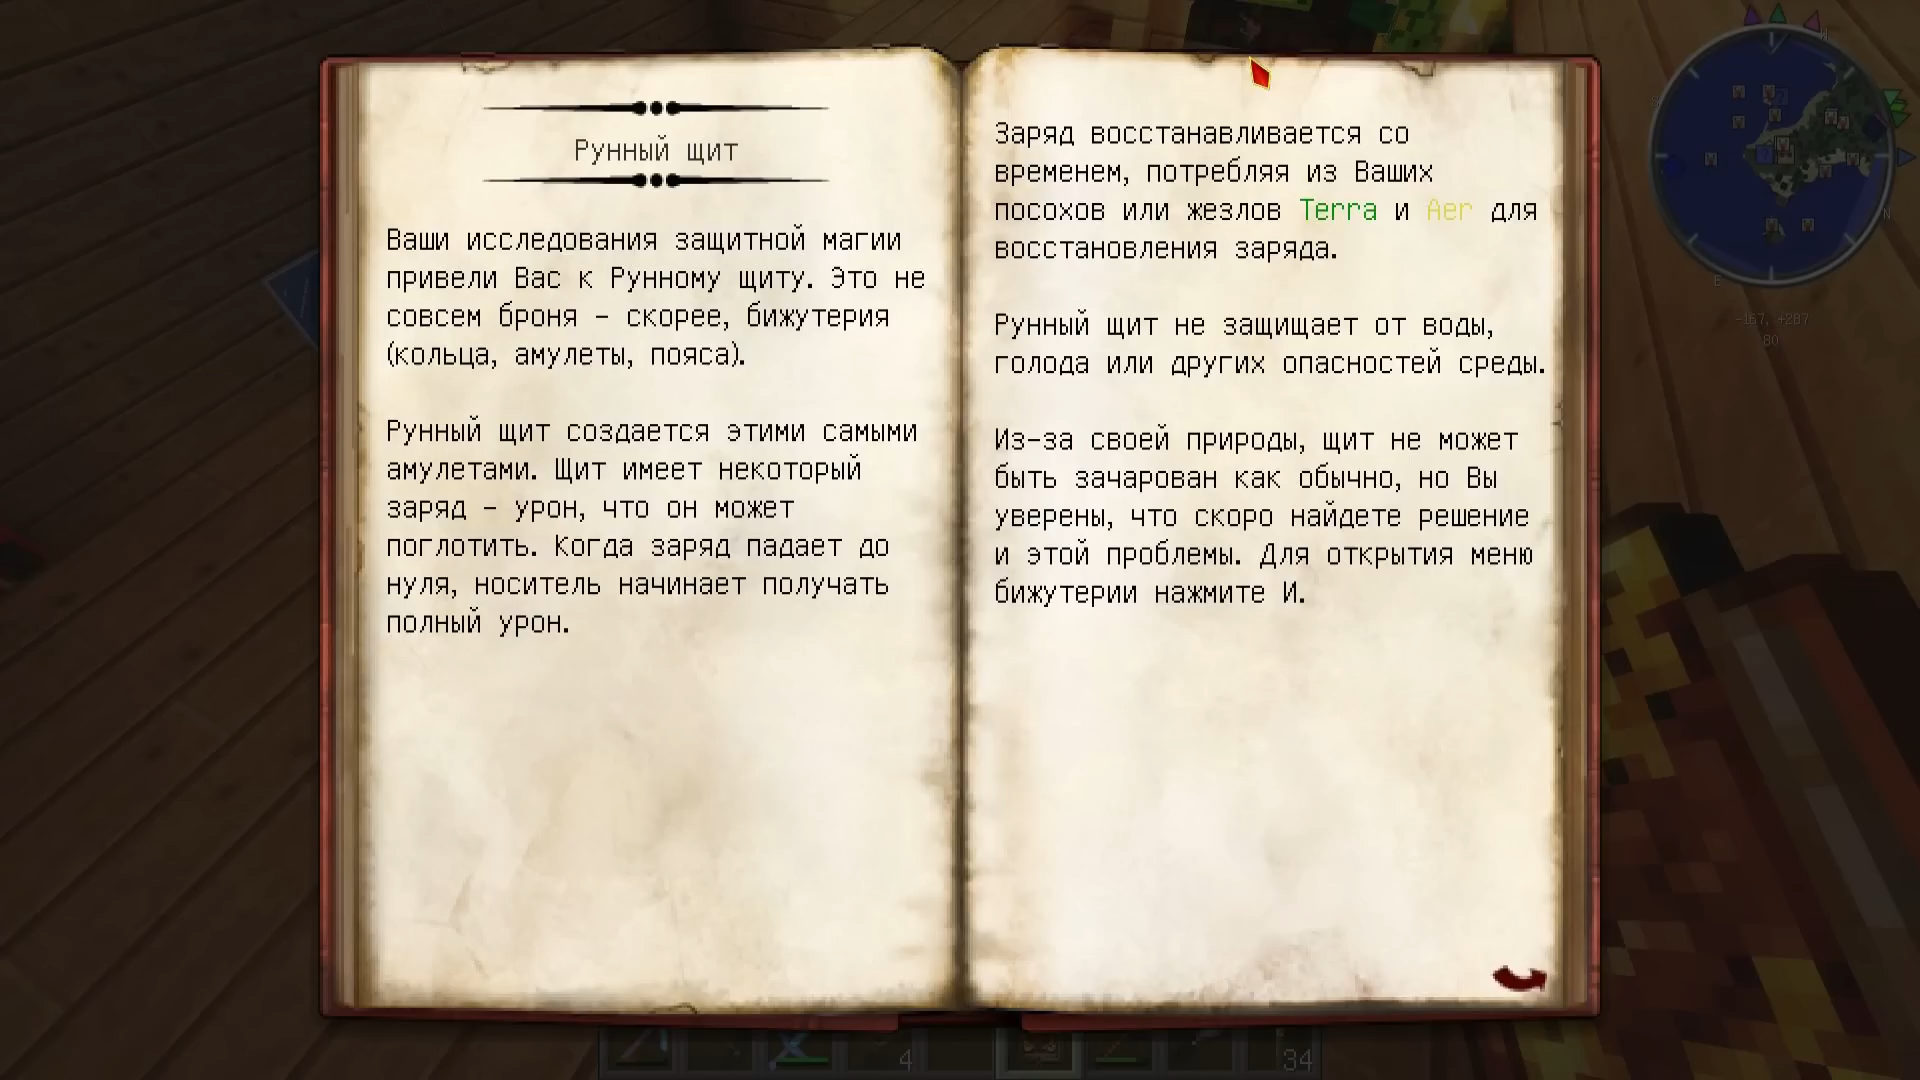 Рунный щит
Ваши исследования защитной магии
привели Вас к Рунному щиту. Это не
совсем броня - скорее, бижутерия
(кольца, амулеты, пояса).
Рунный щит создается этими самыми
амулетами. Щит имеет некоторый
заряд - урон, что он может
поглотить. Когда заряд падает до
нуля, носитель начинает получать
полный урон.
Заряд восстанавливается со
временем, потребляя из Ваших
посохов или жезлов Terra и Aer для
восстановления заряда.
Рунный щит не защищает от воды,
голода или других опасностей среды.
Из-за своей природы, щит не может
быть зачарован как обычно, но Вы
уверены, что скоро найдете решение
и этой проблемы. Для открытия меню
бижутерии нажмите И.
N
E
-167, +287
80
4
34